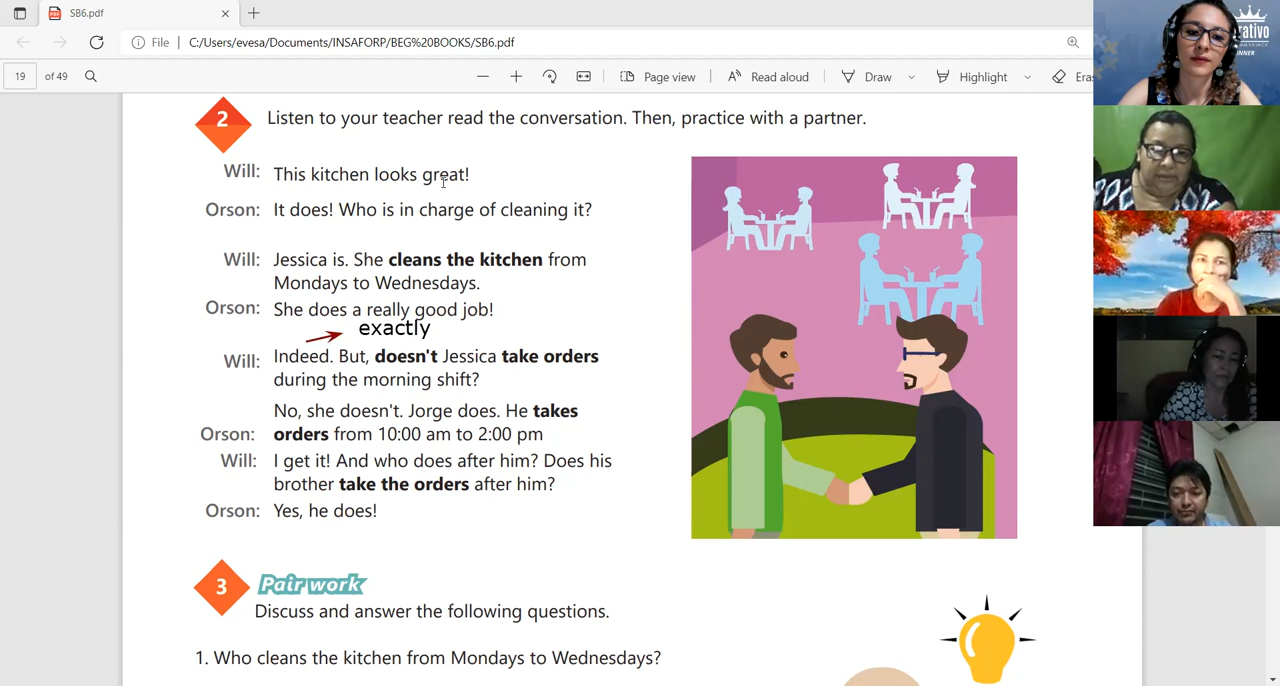 SB6.pdf
File C:/Users/evesa/Documents/INSAFORP/BEG%20BOOKS/SB6.pdf
19 of 49 Page view Read aloud Draw Highlight
2 Listen to your teacher read the conversation. Then, practice with a partner.
Will: This kitchen looks great!
Orson: It does! Who is in charge of cleaning it?
Will: Jessica is. She cleans the kitchen from
Mondays to Wednesdays.
Orson: She does a really good job!
exactly
Will: Indeed. But, doesn't Jessica take orders
during the morning shift?
No, she doesn't. Jorge does. He takes
Orson: orders from 10:00 am to 2:00 pm
Will: I get it! And who does after him? Does his
brother take the orders after him?
Orson: Yes, he does!
3 Pair work
Discuss and answer the following questions.
1. Who cleans the kitchen from Mondays to Wednesdays?